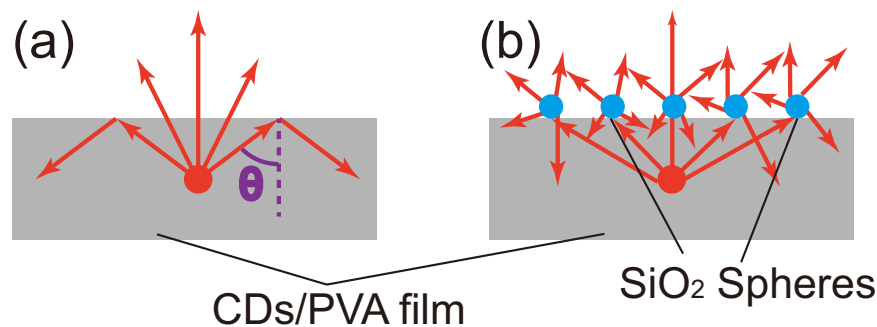 (a)
(b)
θ
CDs/PVA film
SiO₂ Spheres